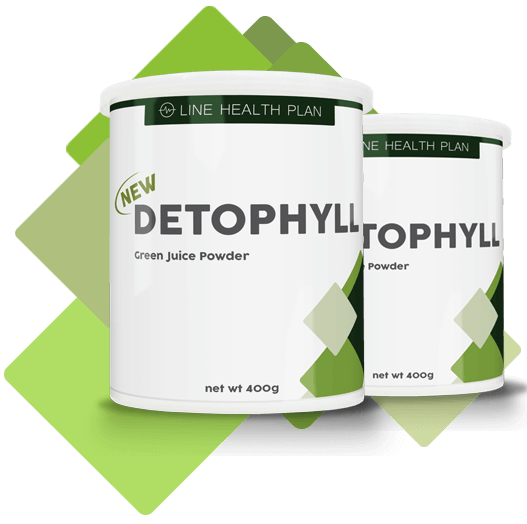 LINE HEALTH PLAN
NEW
DETOPHYLL
Green Juice Powder
net wt 400g
NE HEALTH PLAN
TOPHYLL
Powder
net wt 400g